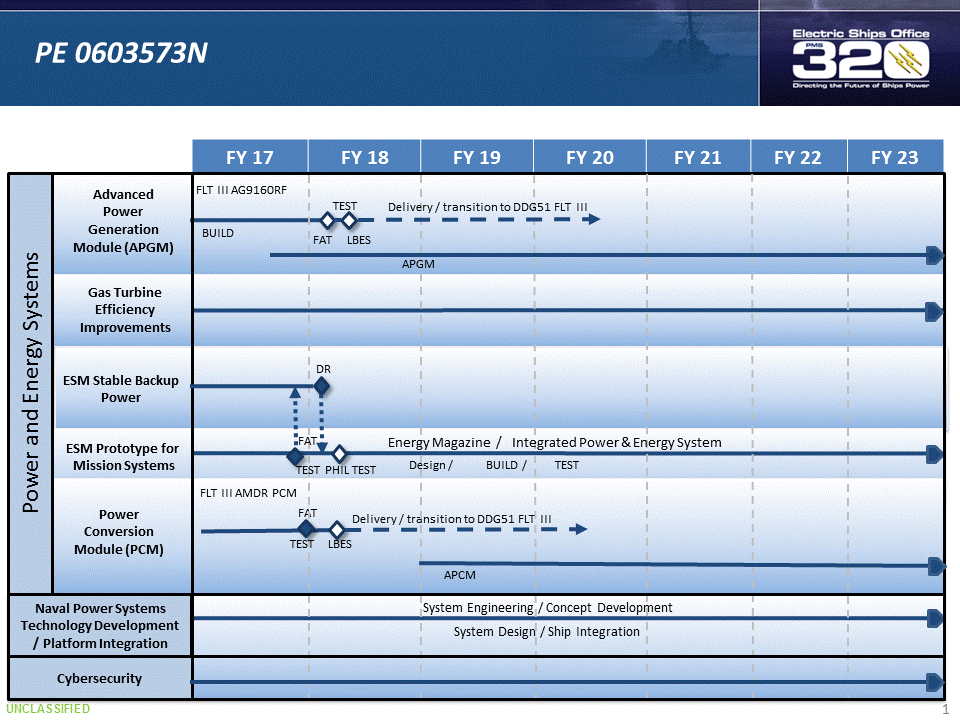 PE 0603573N
Electric Ships Office
PMS
320
Directing the Future of Ships Power
FY 17 FY 18 FY 19 FY 20 FY 21 FY 22 FY 23
Power and Energy Systems
Advanced
Power
Generation
Module (APGM)
FLT III AG9160RF
TEST
Delivery / transition to DDG51 FLT III
BUILD
FAT LBES
APGM
Gas Turbine
Efficiency
Improvements
ESM Stable Backup
Power
DR
ESM Prototype for
Mission Systems
FAT
Energy Magazine / Integrated Power & Energy System
TEST PHIL TEST
Design / BUILD / TEST
Power
Conversion
Module (PCM)
FLT III AMDR PCM
FAT
Delivery / transition to DDG51 FLT III
TEST LBES
APCM
Naval Power Systems
Technology Development
/ Platform Integration
System Engineering / Concept Development
System Design / Ship Integration
Cybersecurity
UNCLASSIFIED
1